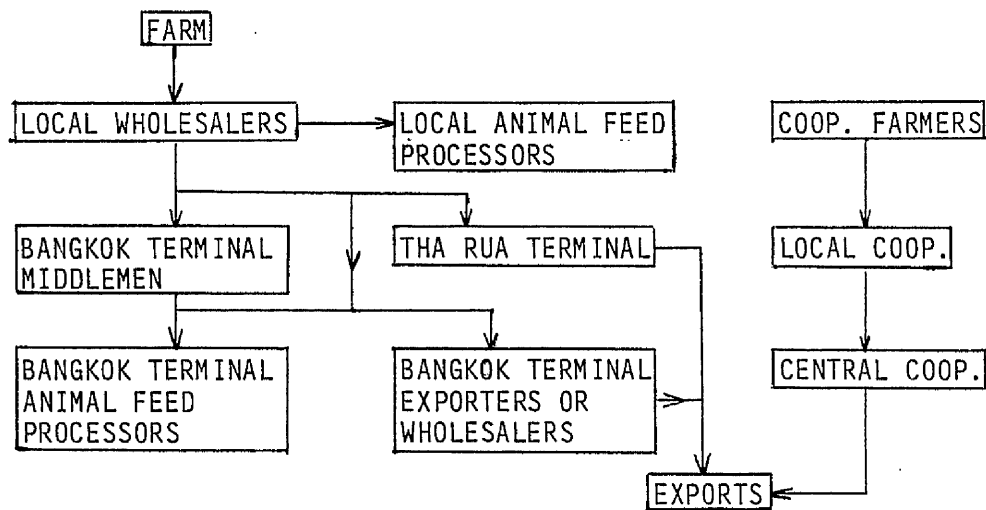 FARM
LOCAL WHOLESALERS
LOCAL ANIMAL FEED
PROCESSORS
COOP. FARMERS
BANGKOK TERMINAL
MIDDLEMEN
THA RUA TERMINAL
LOCAL COOP.
BANGKOK TERMINAL
ANIMAL FEED
PROCESSORS
BANGKOK TERMINAL
EXPORTERS OR
WHOLESALERS
CENTRAL COOP.
EXPORTS